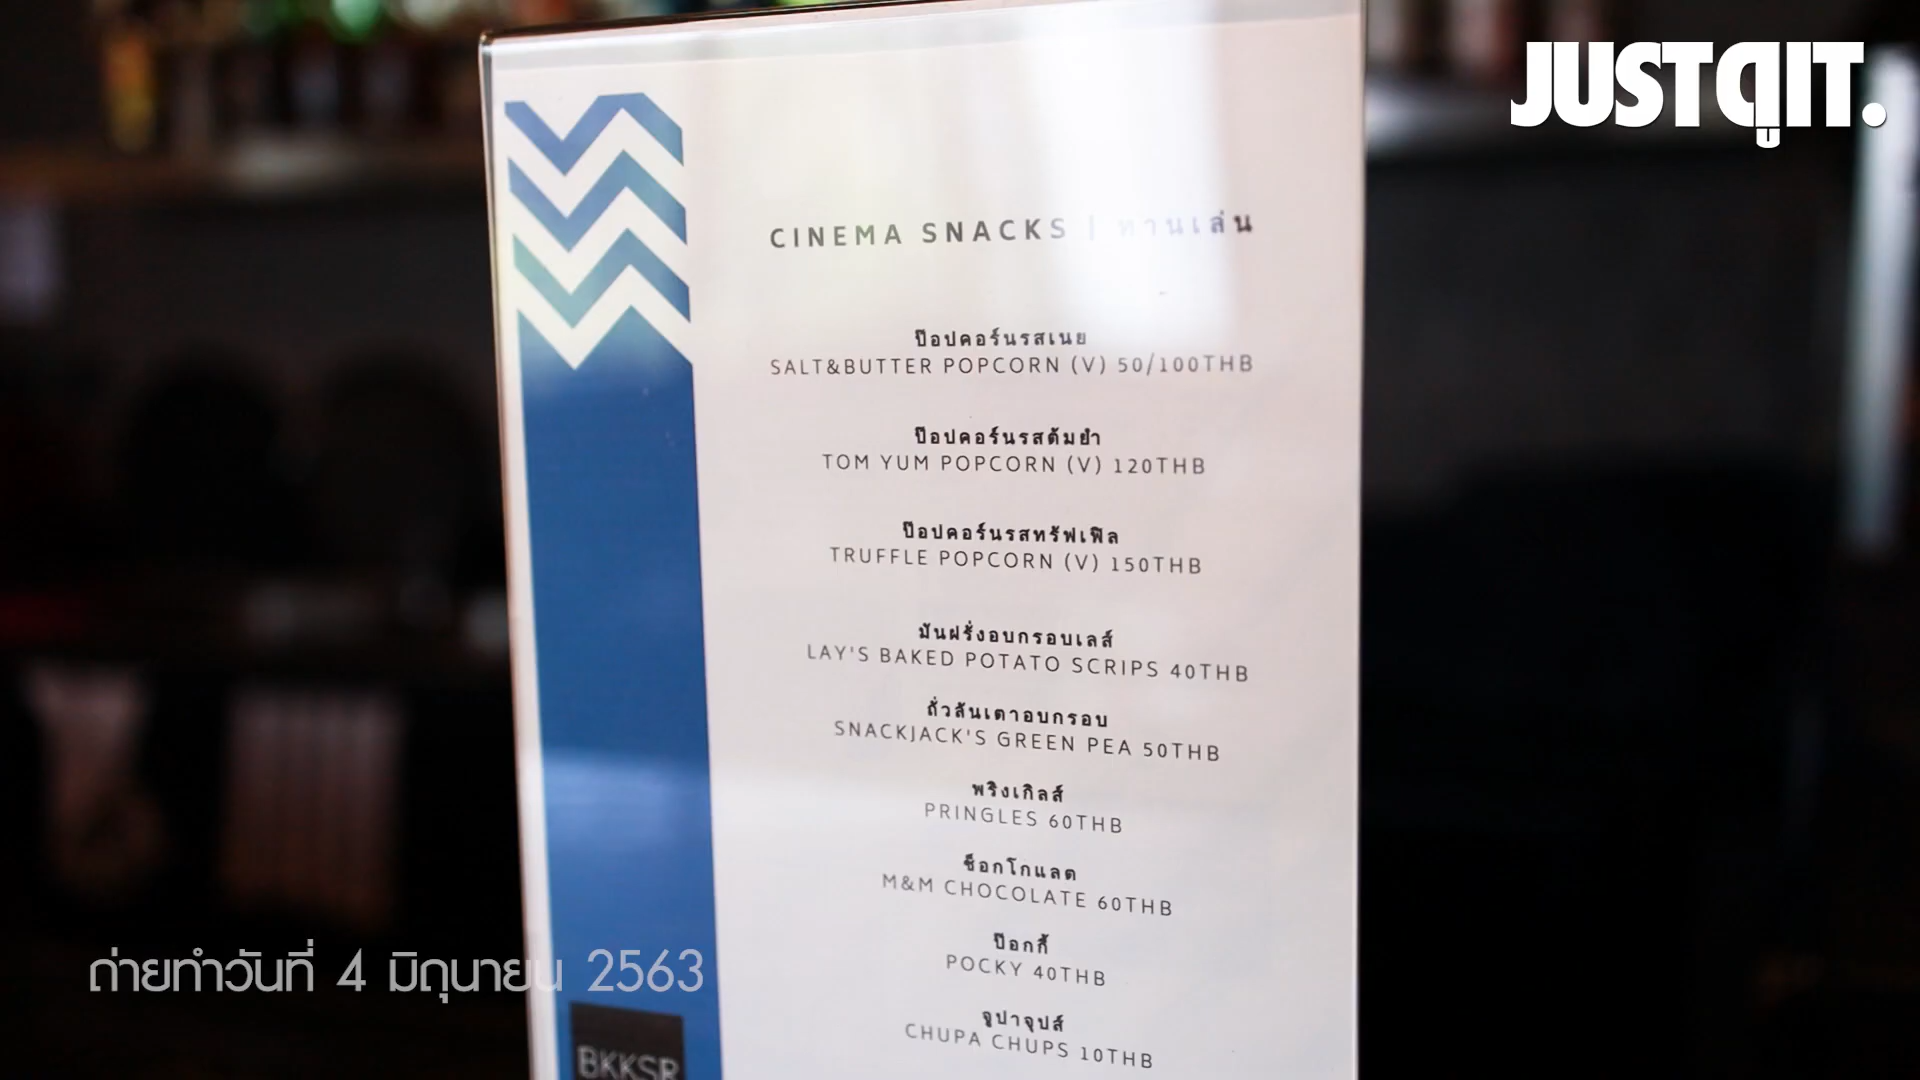 JUSTดูIT.
CINEMA SNACKS | ทานเล่น
ป๊อปคอร์นรสเนย
SALT&BUTTER POPCORN (V) 50/100THB
ป๊อปคอร์นรสต้มยำ
TOM YUM POPCORN (V) 120THB
ป๊อปคอร์นรสทรัฟเฟิล
TRUFFLE POPCORN (V) 150THB
มันฝรั่งอบกรอบเลส์
LAY'S BAKED POTATO SCRIPS 40THB
ถั่วลันเตาอบกรอบ
SNACKJACK'S GREEN PEA 50THB
พริงเกิลส์
PRINGLES 60THB
ช็อกโกแลต
M&M CHOCOLATE 60THB
ป๊อกกี้
POCKY 40THB
จูปาจุปส์
CHUPA CHUPS 10THB
ถ่ายทำวันที่ 4 มิถุนายน 2563
BKKSR